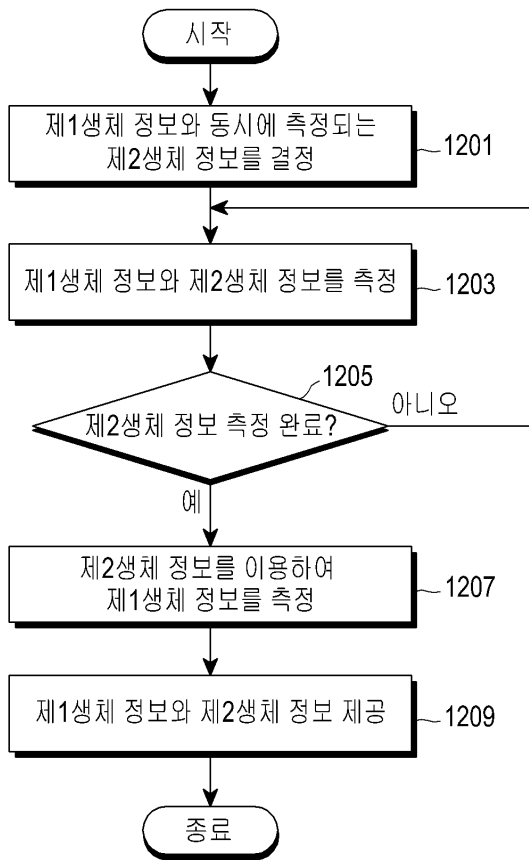 시작
제1생체 정보와 동시에 측정되는
제2생체 정보를 결정
1201
제1생체 정보와 제2생체 정보를 측정
1203
1205
제2생체 정보 측정 완료?
아니오
예
제2생체 정보를 이용하여
제1생체 정보를 측정
1207
제1생체 정보와 제2생체 정보 제공
1209
종료